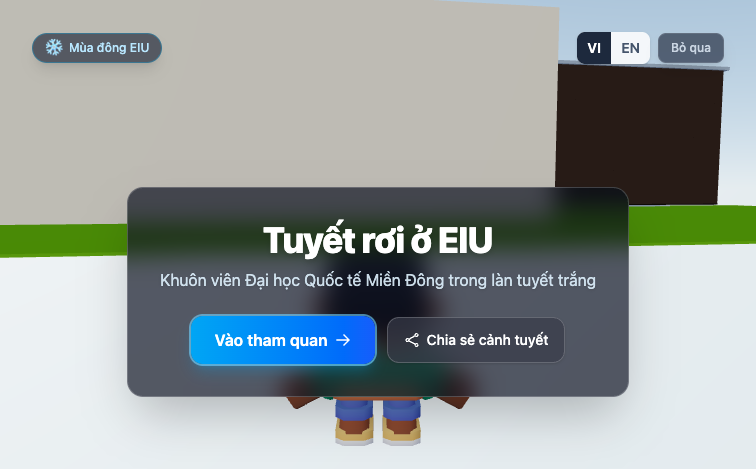 Mùa đông EIU
VI EN
Bỏ qua
Tuyết rơi ở EIU
Khuôn viên Đại học Quốc tế Miền Đông trong làn tuyết trắng
Vào tham quan →
Chia sẻ cảnh tuyết